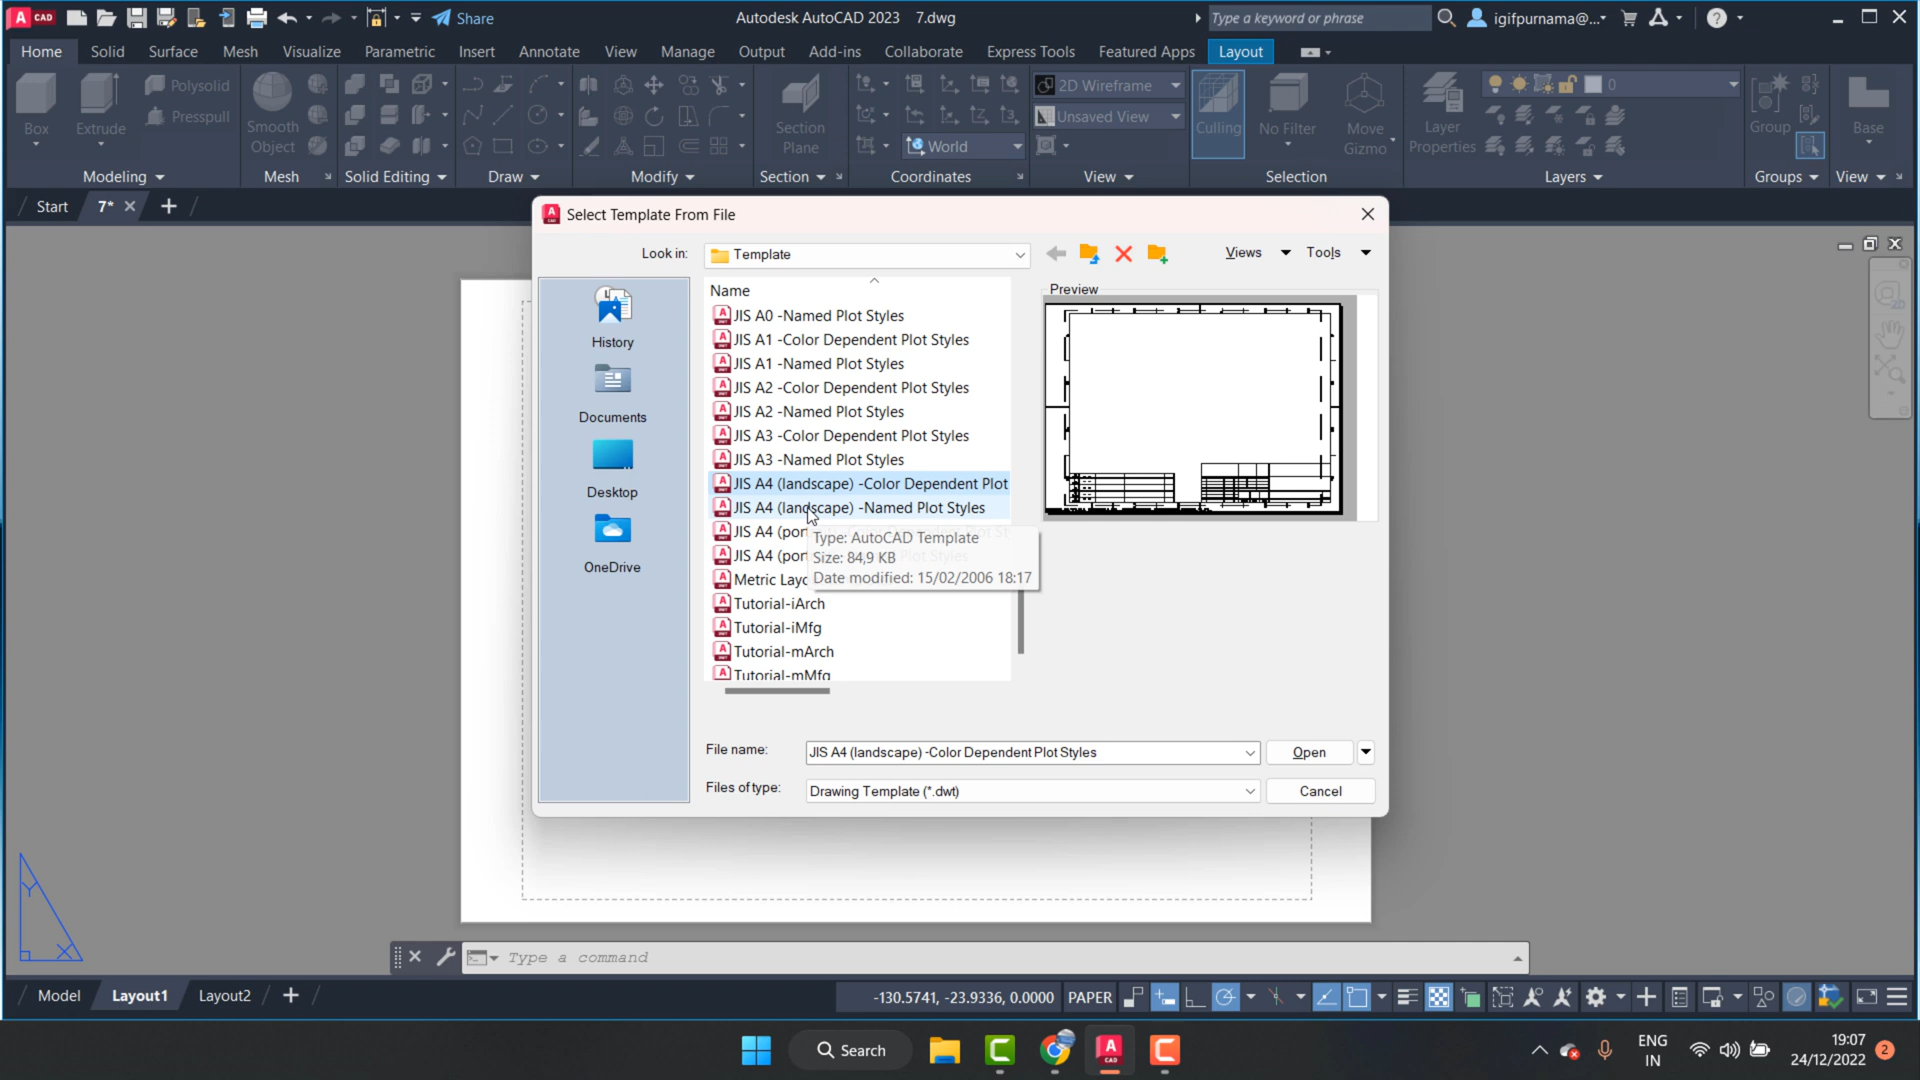 CAD
Share
Autodesk AutoCAD 2023 7.dwg
Type a keyword or phrase
igifpurnama@...
Home Solid Surface Mesh Visualize Parametric Insert Annotate View Manage Output Add-ins Collaborate Express Tools Featured Apps Layout
Box
Extrude
Polysolid
Presspull
Smooth Object
Section Plane
World
2D Wireframe
Unsaved View
Culling
No Filter
Move Gizmo
Layer Properties
0
Group
Base
Modeling Mesh Solid Editing Draw Modify Section Coordinates View Selection Layers Groups View
Start 7*
Select Template From File
Look in: Template
Views Tools
History
Documents
Desktop
OneDrive
Name
JIS A0 -Named Plot Styles
JIS A1 -Color Dependent Plot Styles
JIS A1 -Named Plot Styles
JIS A2 -Color Dependent Plot Styles
JIS A2 -Named Plot Styles
JIS A3 -Color Dependent Plot Styles
JIS A3 -Named Plot Styles
JIS A4 (landscape) -Color Dependent Plot
JIS A4 (landscape) -Named Plot Styles
JIS A4 (por
JIS A4 (por
Metric Layo
Tutorial-iArch
Tutorial-iMfg
Tutorial-mArch
Tutorial-mMfg
Type: AutoCAD Template
Size: 84,9 KB
Date modified: 15/02/2006 18:17
Preview
File name: JIS A4 (landscape) -Color Dependent Plot Styles
Open
Files of type: Drawing Template (*.dwt)
Cancel
Y
X
Type a command
Model Layout1 Layout2
-130.5741, -23.9336, 0.0000 PAPER
Search
ENG
IN
19:07
24/12/2022
2